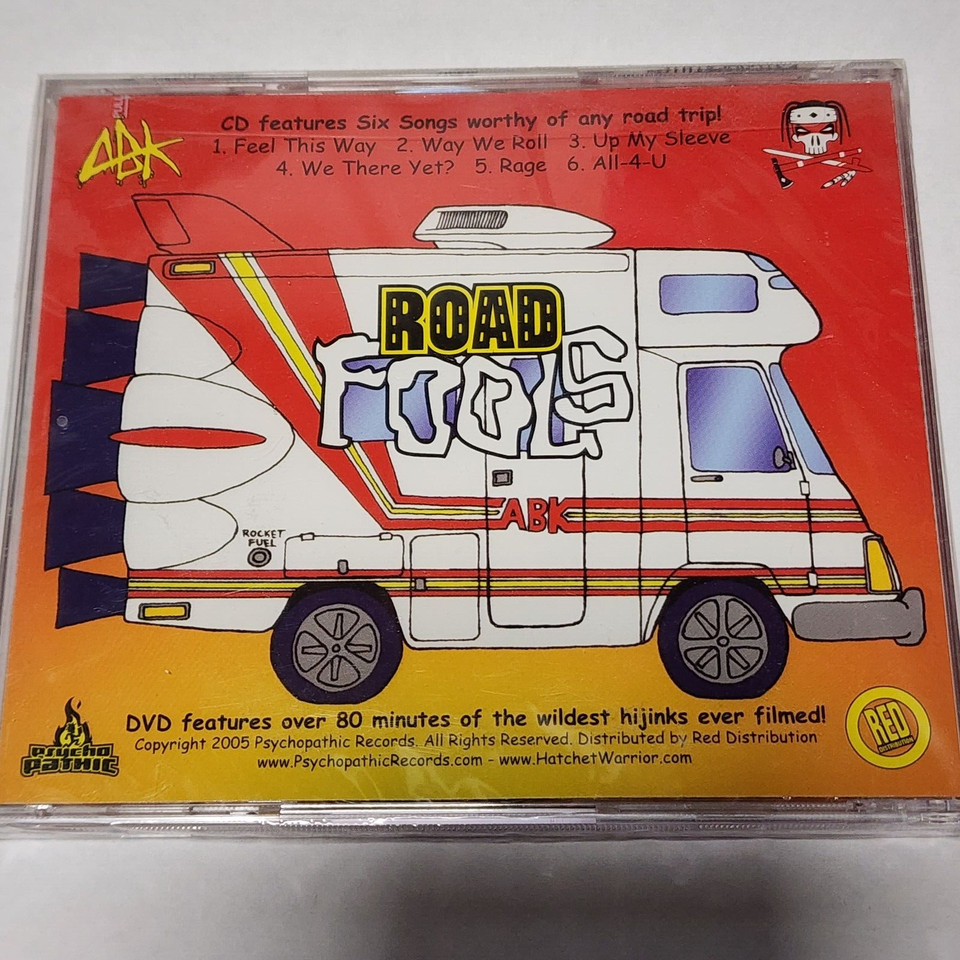 PULL
ABK
CD features Six Songs worthy of any road trip!
1. Feel This Way 2. Way We Roll 3. Up My Sleeve
4. We There Yet? 5. Rage 6. All-4-U
ROAD
FOOLS
ABK
ROCKET
FUEL
DVD features over 80 minutes of the wildest hijinks ever filmed!
Copyright 2005 Psychopathic Records. All Rights Reserved. Distributed by Red Distribution
www.PsychopathicRecords.com - www.HatchetWarrior.com
Psycho
PATHIC
RED
DISTRIBUTION